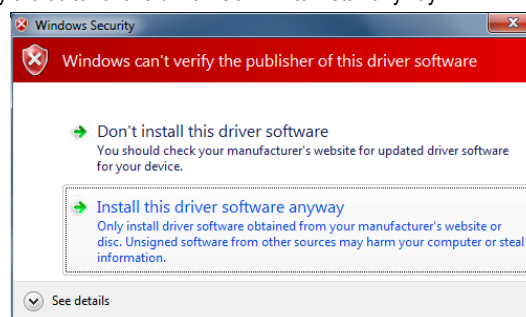 Windows Security
Windows can't verify the publisher of this driver software
Don't install this driver software
You should check your manufacturer's website for updated driver software
for your device.
Install this driver software anyway
Only install driver software obtained from your manufacturer's website or
disc. Unsigned software from other sources may harm your computer or steal
information.
See details